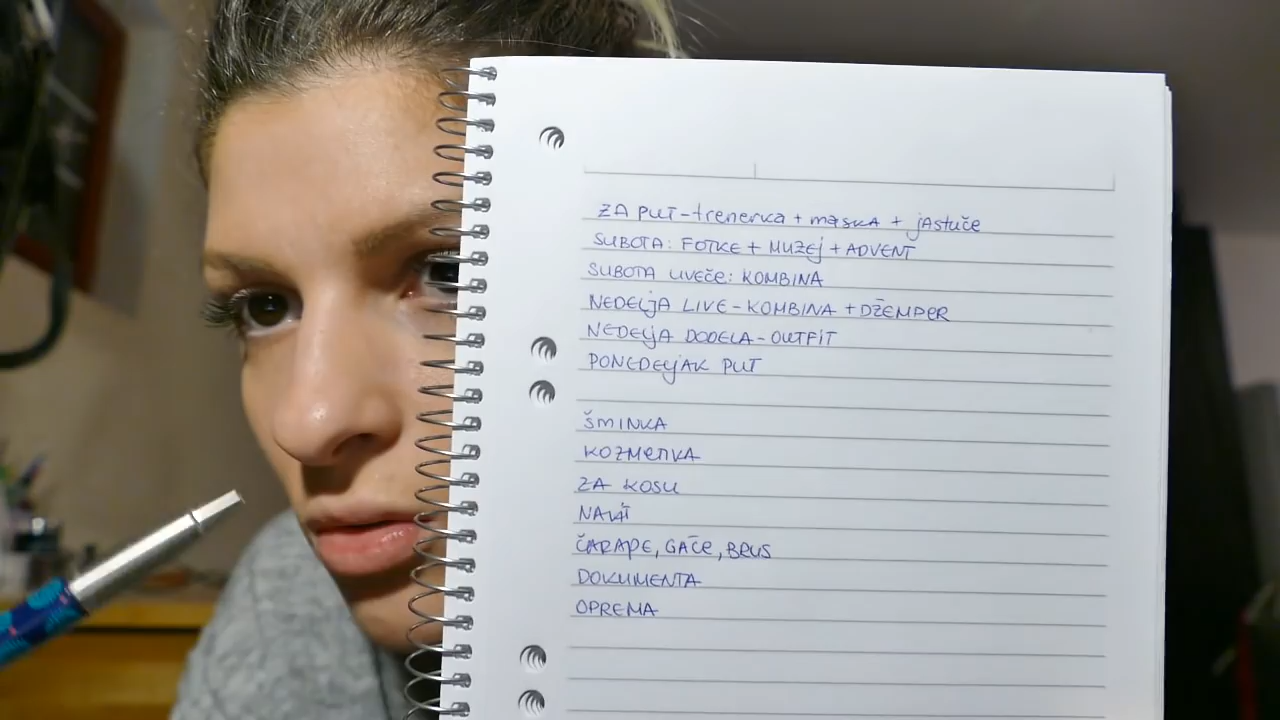 ZA PUT-trenerka + maska + jastuče
SUBOTA: FOTKE + MUZEJ + ADVENT
SUBOTA UVEČE: KOMBINA
NEDELJA LIVE-KOMBINA + DŽEMPER
NEDELJA DODELA-OUTFIT
PONEDELJAK PUT
ŠMINKA
KOZMETIKA
ZA KOSU
NAKIT
ČARAPE, GAĆE, BRUS
DOKUMENTA
OPREMA